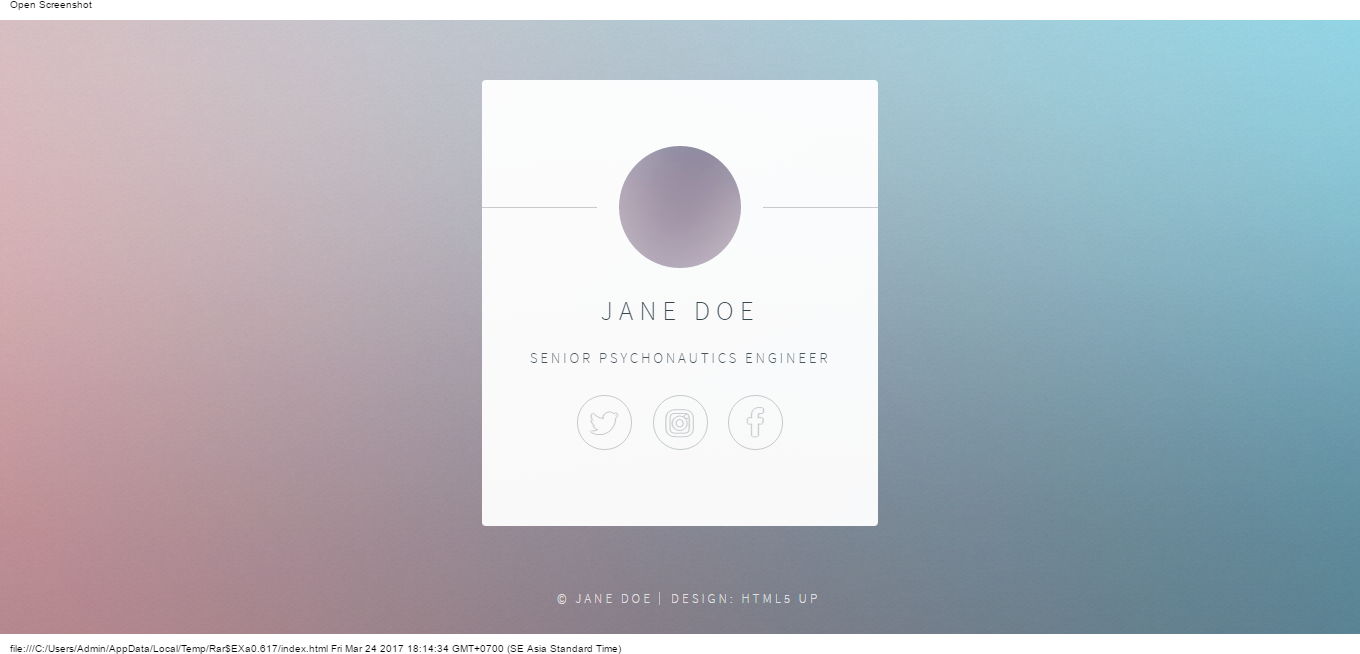 Open Screenshot
JANE DOE
SENIOR PSYCHONAUTICS ENGINEER
© JANE DOE | DESIGN: HTML5 UP
file:///C:/Users/Admin/AppData/Local/Temp/Rar$EXa0.617/index.html Fri Mar 24 2017 18:14:34 GMT+0700 (SE Asia Standard Time)